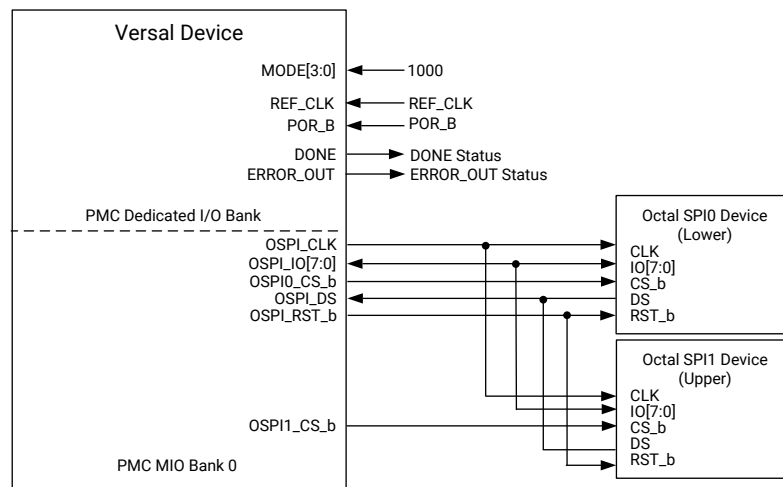 Versal Device
MODE[3:0] 1000
REF_CLK REF_CLK
POR_B POR_B
DONE DONE Status
ERROR_OUT ERROR_OUT Status
PMC Dedicated I/O Bank
OSPI_CLK
OSPI_IO[7:0]
OSPI0_CS_b
OSPI_DS
OSPI_RST_b
OSPI1_CS_b
PMC MIO Bank 0
Octal SPI0 Device
(Lower)
CLK
IO[7:0]
CS_b
DS
RST_b
Octal SPI1 Device
(Upper)
CLK
IO[7:0]
CS_b
DS
RST_b